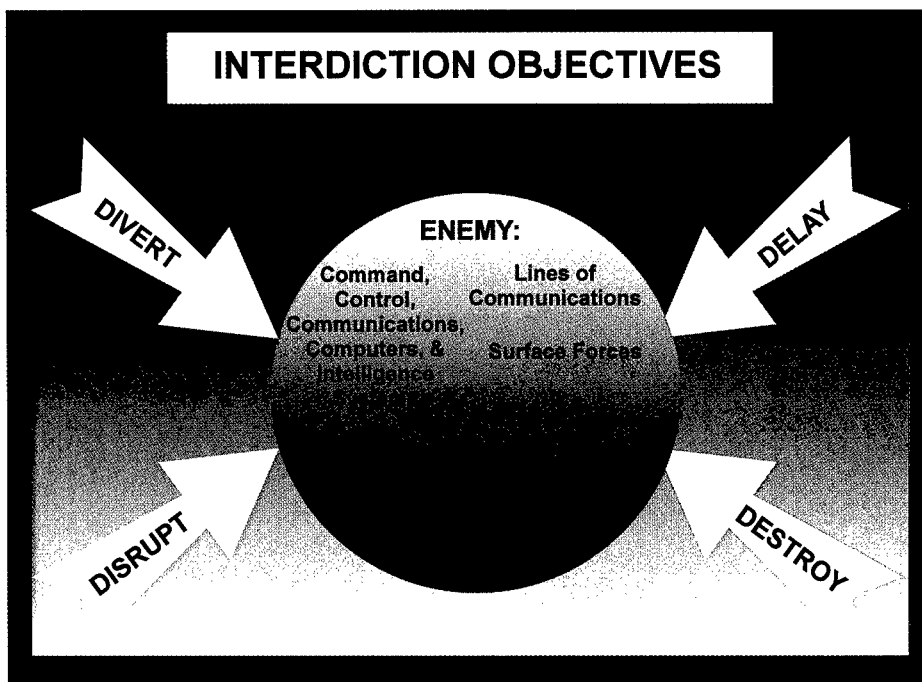 INTERDICTION OBJECTIVES
DIVERT
DELAY
ENEMY:
Command,
Control,
Communications,
Computers, &
Intelligence
Lines of
Communications
Surface Forces
DISRUPT
DESTROY